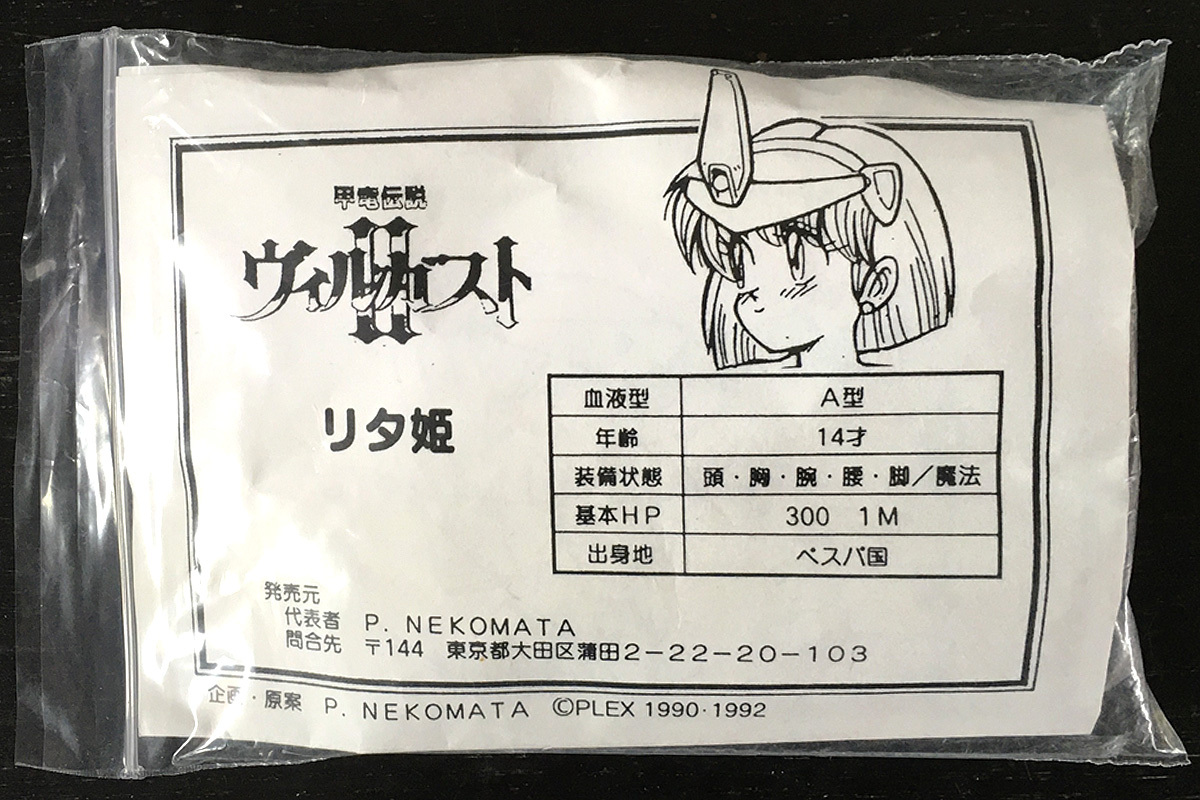 甲竜伝説
ヴィルガスト
II
リタ姫
血液型 A型
年齢 14才
装備状態 頭・胸・腕・腰・脚／魔法
基本HP 300 1M
出身地 ベスパ国
発売元
代表者 P. NEKOMATA
問合先 〒144 東京都大田区蒲田2-22-20-103
企画・原案 P. NEKOMATA ©PLEX 1990・1992